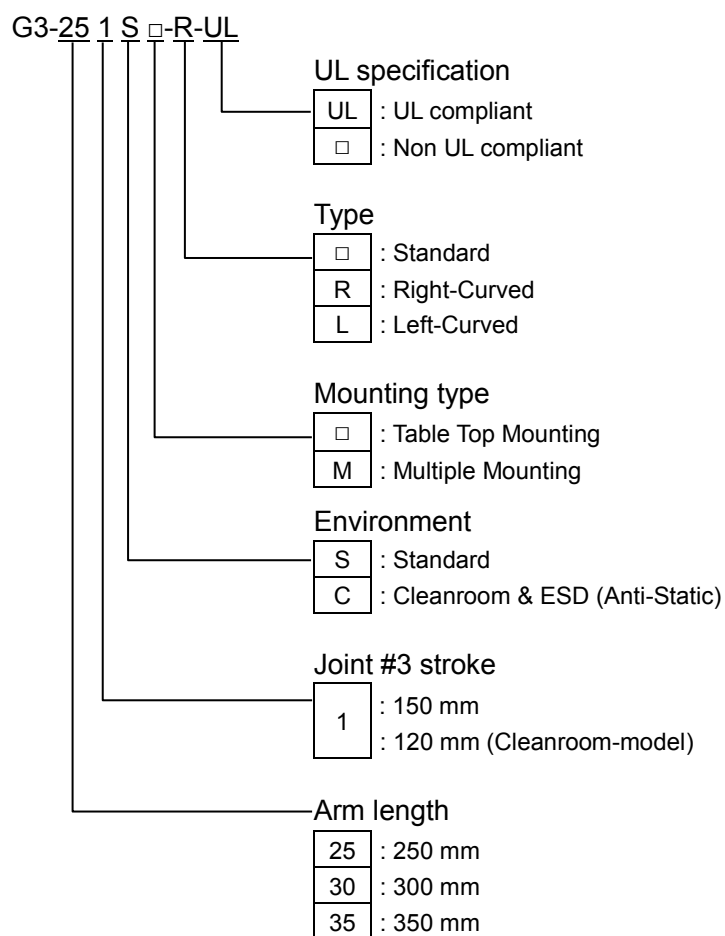 G3-25 1 S □-R-UL
UL specification
UL : UL compliant
□ : Non UL compliant
Type
□ : Standard
R : Right-Curved
L : Left-Curved
Mounting type
□ : Table Top Mounting
M : Multiple Mounting
Environment
S : Standard
C : Cleanroom & ESD (Anti-Static)
Joint #3 stroke
1 : 150 mm
: 120 mm (Cleanroom-model)
Arm length
25 : 250 mm
30 : 300 mm
35 : 350 mm